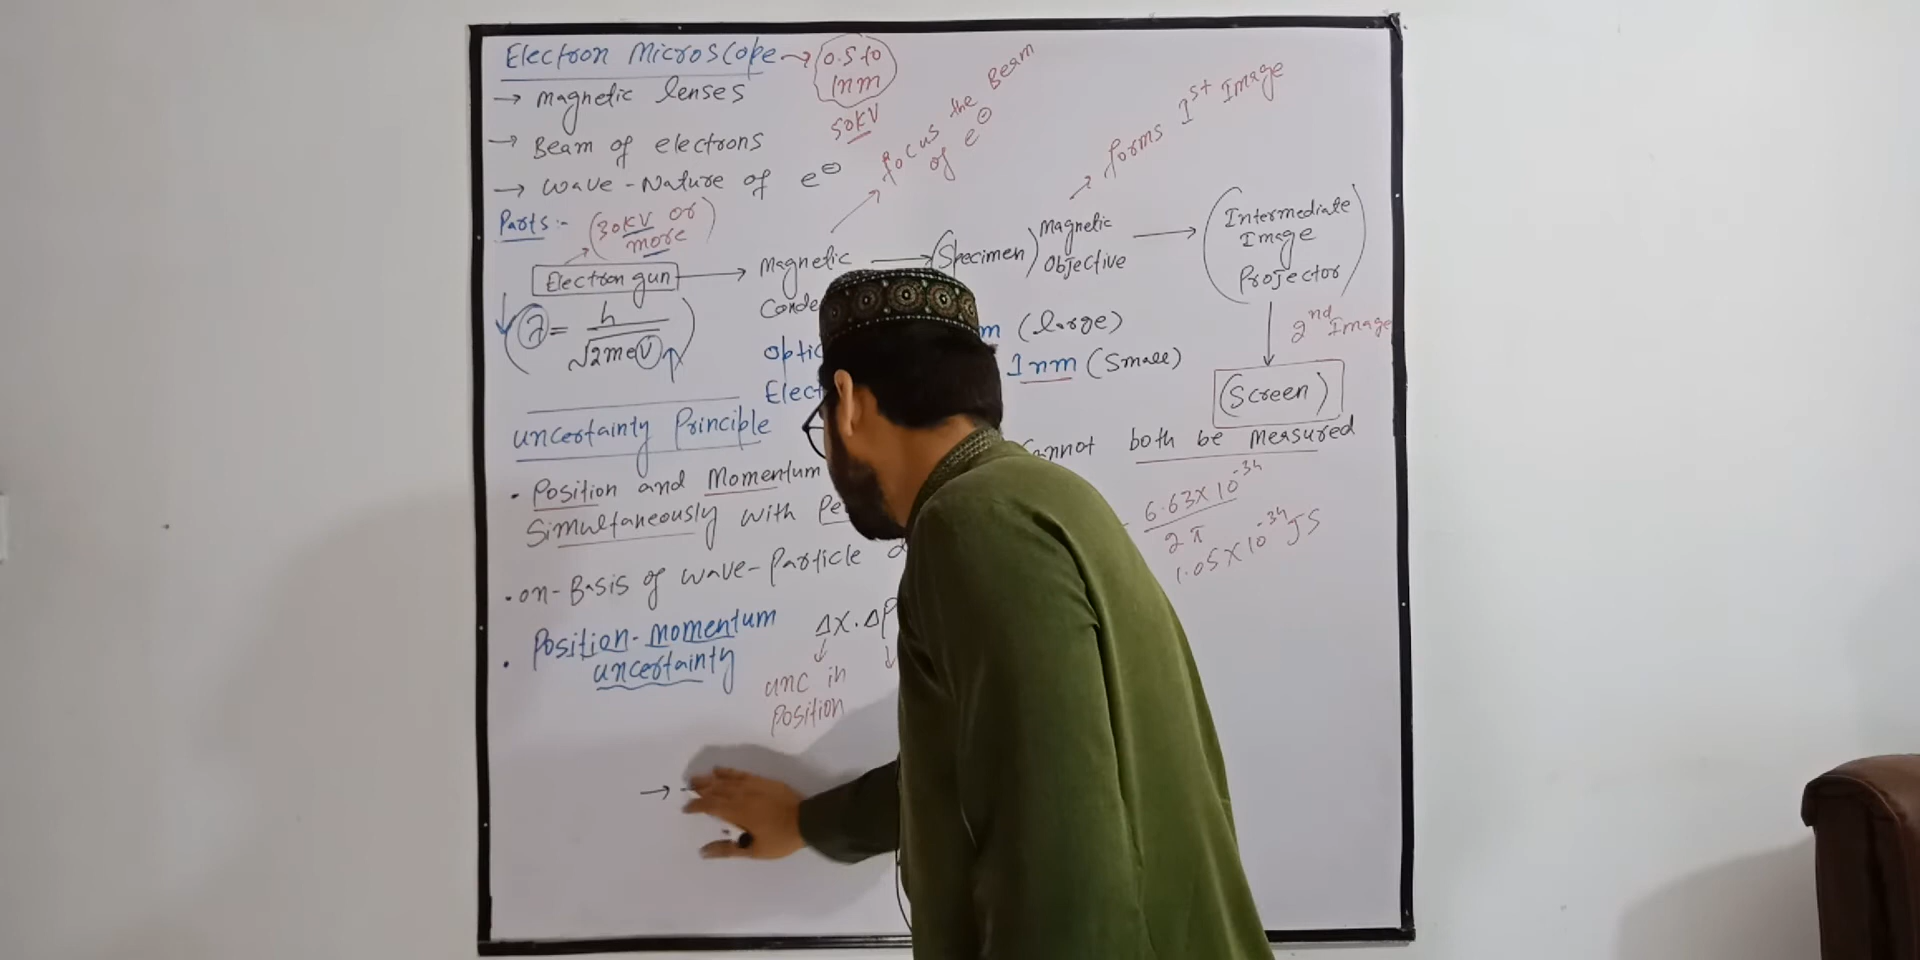 Electron Microscope → 0.5 to 1nm
50KV
→ Magnetic lenses
→ Beam of electrons
→ wave-Nature of e⊖
focus the Beam of e⊖
forms 1st Image
Parts:- (30KV or more)
Electron gun → Magnetic → (Specimen) Magnetic Objective → (Intermediate Image Projector)
λ = h / √2meV
(large)
1nm (Small)
2nd Image
(Screen)
uncertainty Principle
• Position and Momentum cannot both be measured
Simultaneously with
• on-Basis of wave-Particle
6.63 x 10^-34 / 2π
1.05 x 10^-34 JS
• Position-momentum uncertainty Δx.ΔP
↓ ↓
unc in Position
→